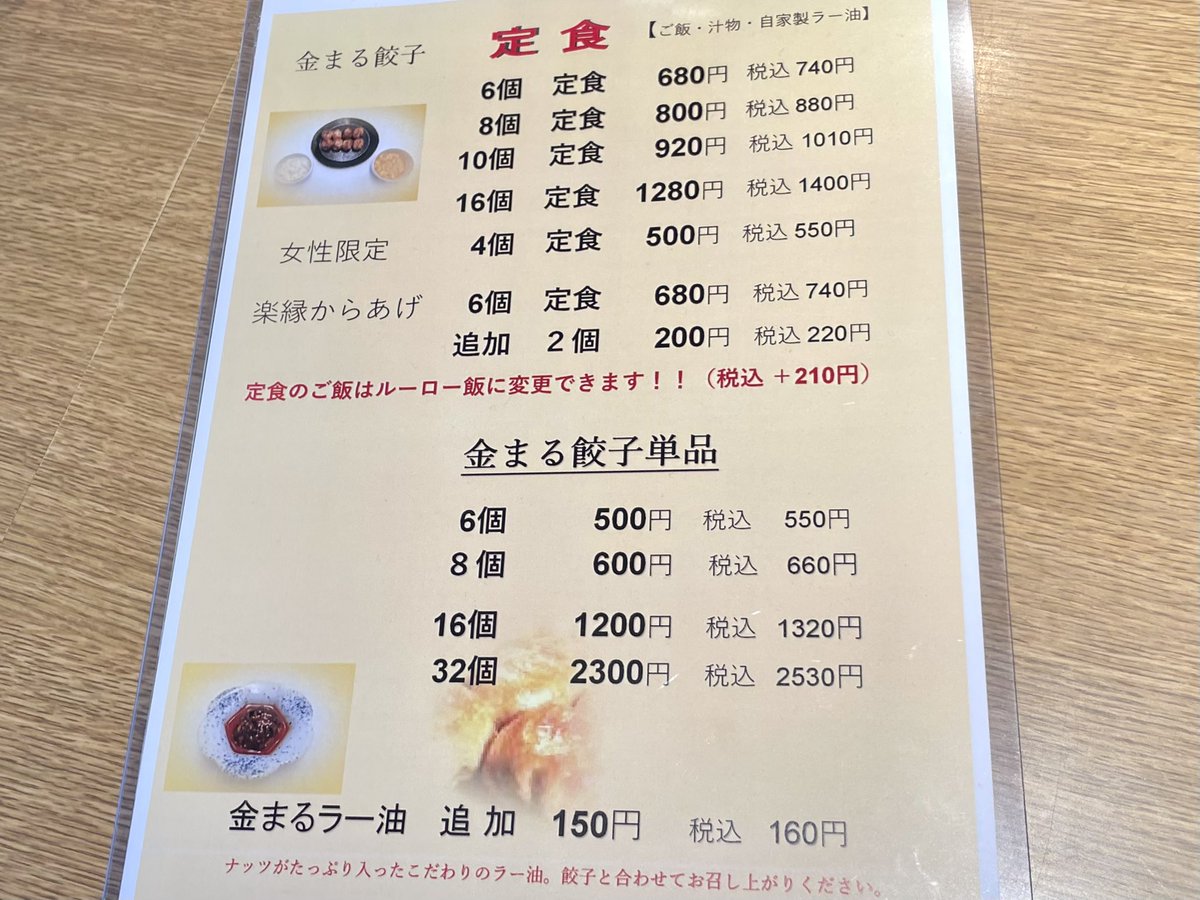 金まる餃子 定食 【ご飯・汁物・自家製ラー油】
6個 定食 680円 税込 740円
8個 定食 800円 税込 880円
10個 定食 920円 税込 1010円
16個 定食 1280円 税込 1400円
女性限定 4個 定食 500円 税込 550円
楽縁からあげ 6個 定食 680円 税込 740円
追加 2個 200円 税込 220円
定食のご飯はルーロー飯に変更できます！！（税込 ＋210円）
金まる餃子単品
6個 500円 税込 550円
8個 600円 税込 660円
16個 1200円 税込 1320円
32個 2300円 税込 2530円
金まるラー油 追加 150円 税込 160円
ナッツがたっぷり入ったこだわりのラー油。餃子と合わせてお召し上がりください。